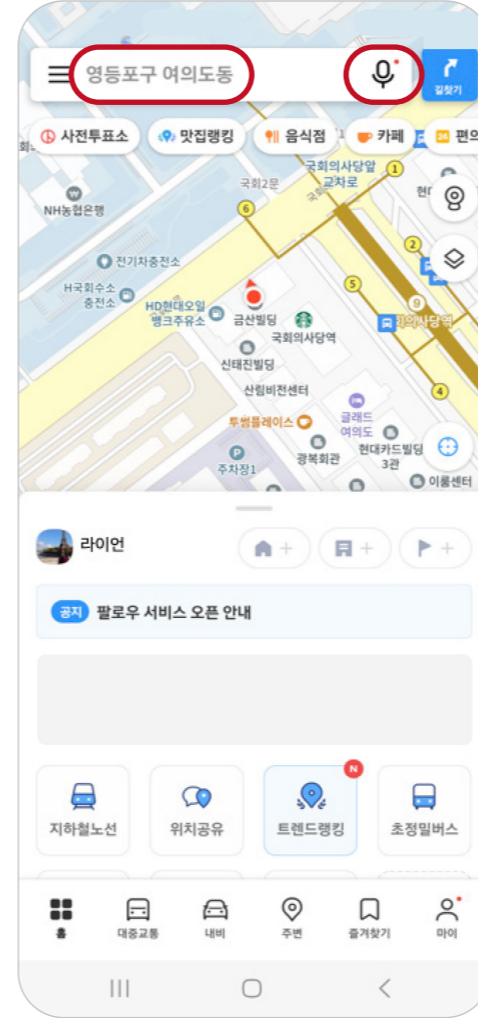 영등포구 여의도동
길찾기
사전투표소
맛집랭킹
음식점
카페
24
편의
국회의사당앞
교차로
1
국회2문
NH농협은행
6
2
전기차충전소
H국회수소
충전소
HD현대오일
뱅크주유소
금산빌딩
국회의사당역
5
9
신태진빌딩
산림비전센터
4
글래드
여의도
투썸플레이스
광복회관
현대카드빌딩
3관
P
주차장1
이룸센터
라이언
공지 팔로우 서비스 오픈 안내
N
지하철노선
위치공유
트렌드랭킹
초정밀버스
홈
대중교통
내비
주변
즐겨찾기
마이